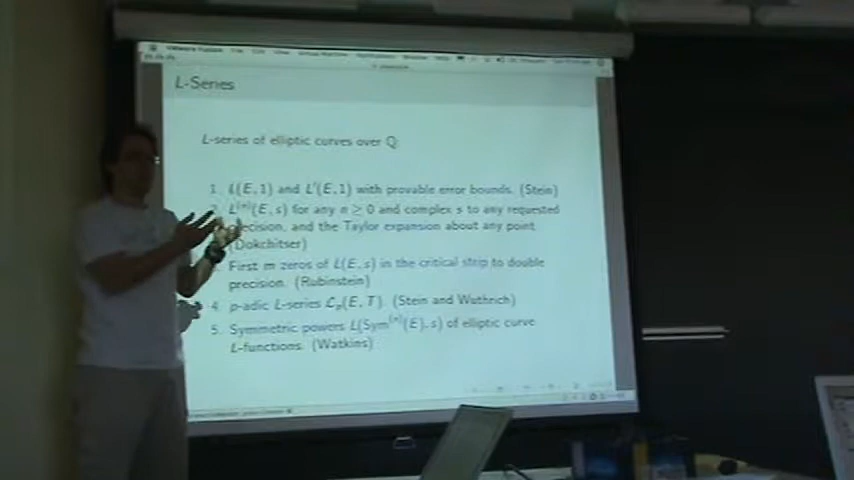 L-Series
L-series of elliptic curves over Q
1. L(E, 1) and L′(E, 1) with provable error bounds. (Stein)
2. L⁽ⁿ⁾(E, s) for any n ≥ 0 and complex s to any requested
precision, and the Taylor expansion about any point
(Dokchitser)
First m zeros of L(E, s) in the critical strip to double
precision. (Rubinstein)
4. p-adic L-series ℒₚ(E, T). (Stein and Wuthrich)
5. Symmetric powers L(Sym⁽ⁿ⁾(E), s) of elliptic curve
L-functions. (Watkins)